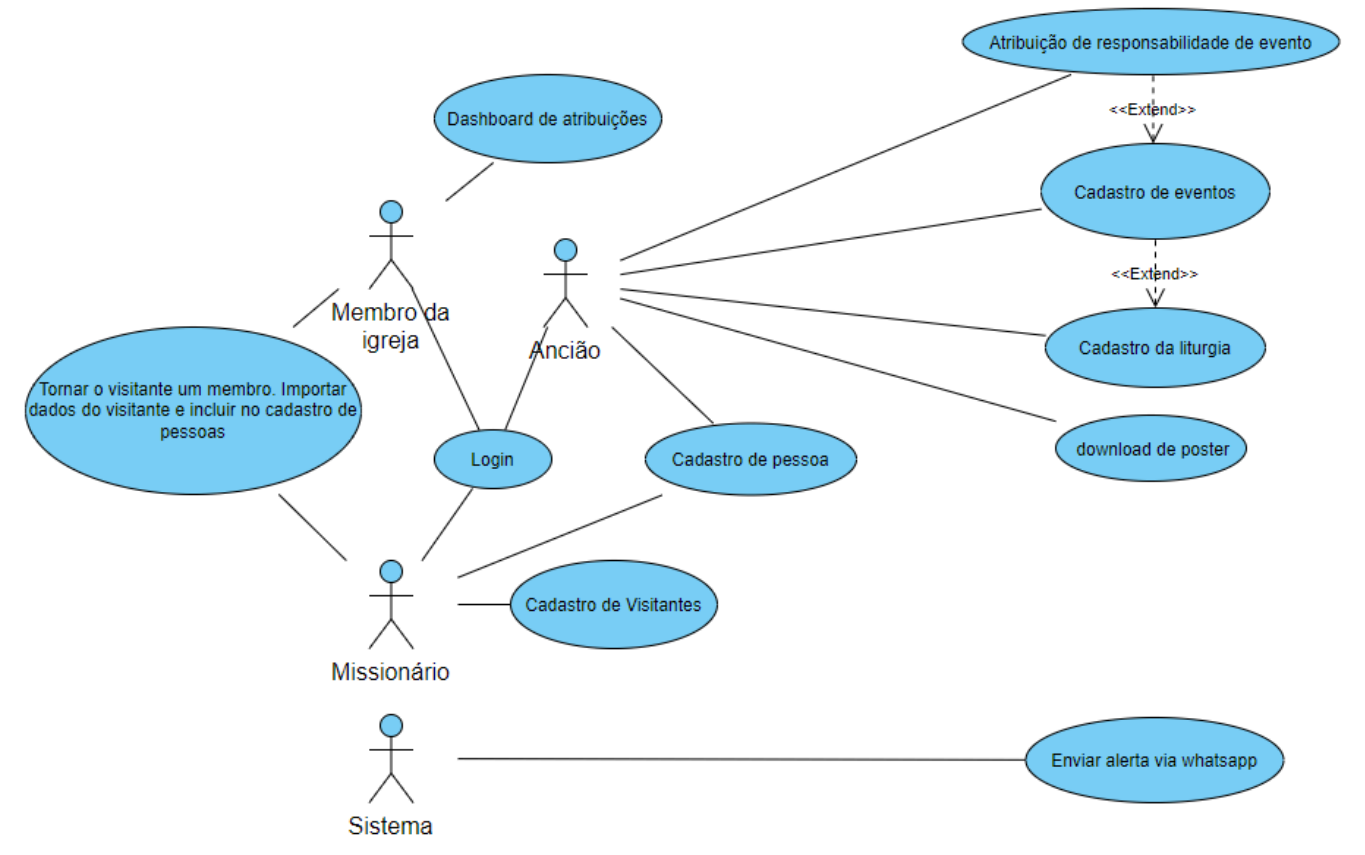 Atribuição de responsabilidade de evento
<<Extend>>
Dashboard de atribuições
Cadastro de eventos
<<Extend>>
Membro da
igreja
Ancião
Cadastro da liturgia
Tornar o visitante um membro. Importar
dados do visitante e incluir no cadastro de
pessoas
Login
Cadastro de pessoa
download de poster
Cadastro de Visitantes
Missionário
Enviar alerta via whatsapp
Sistema